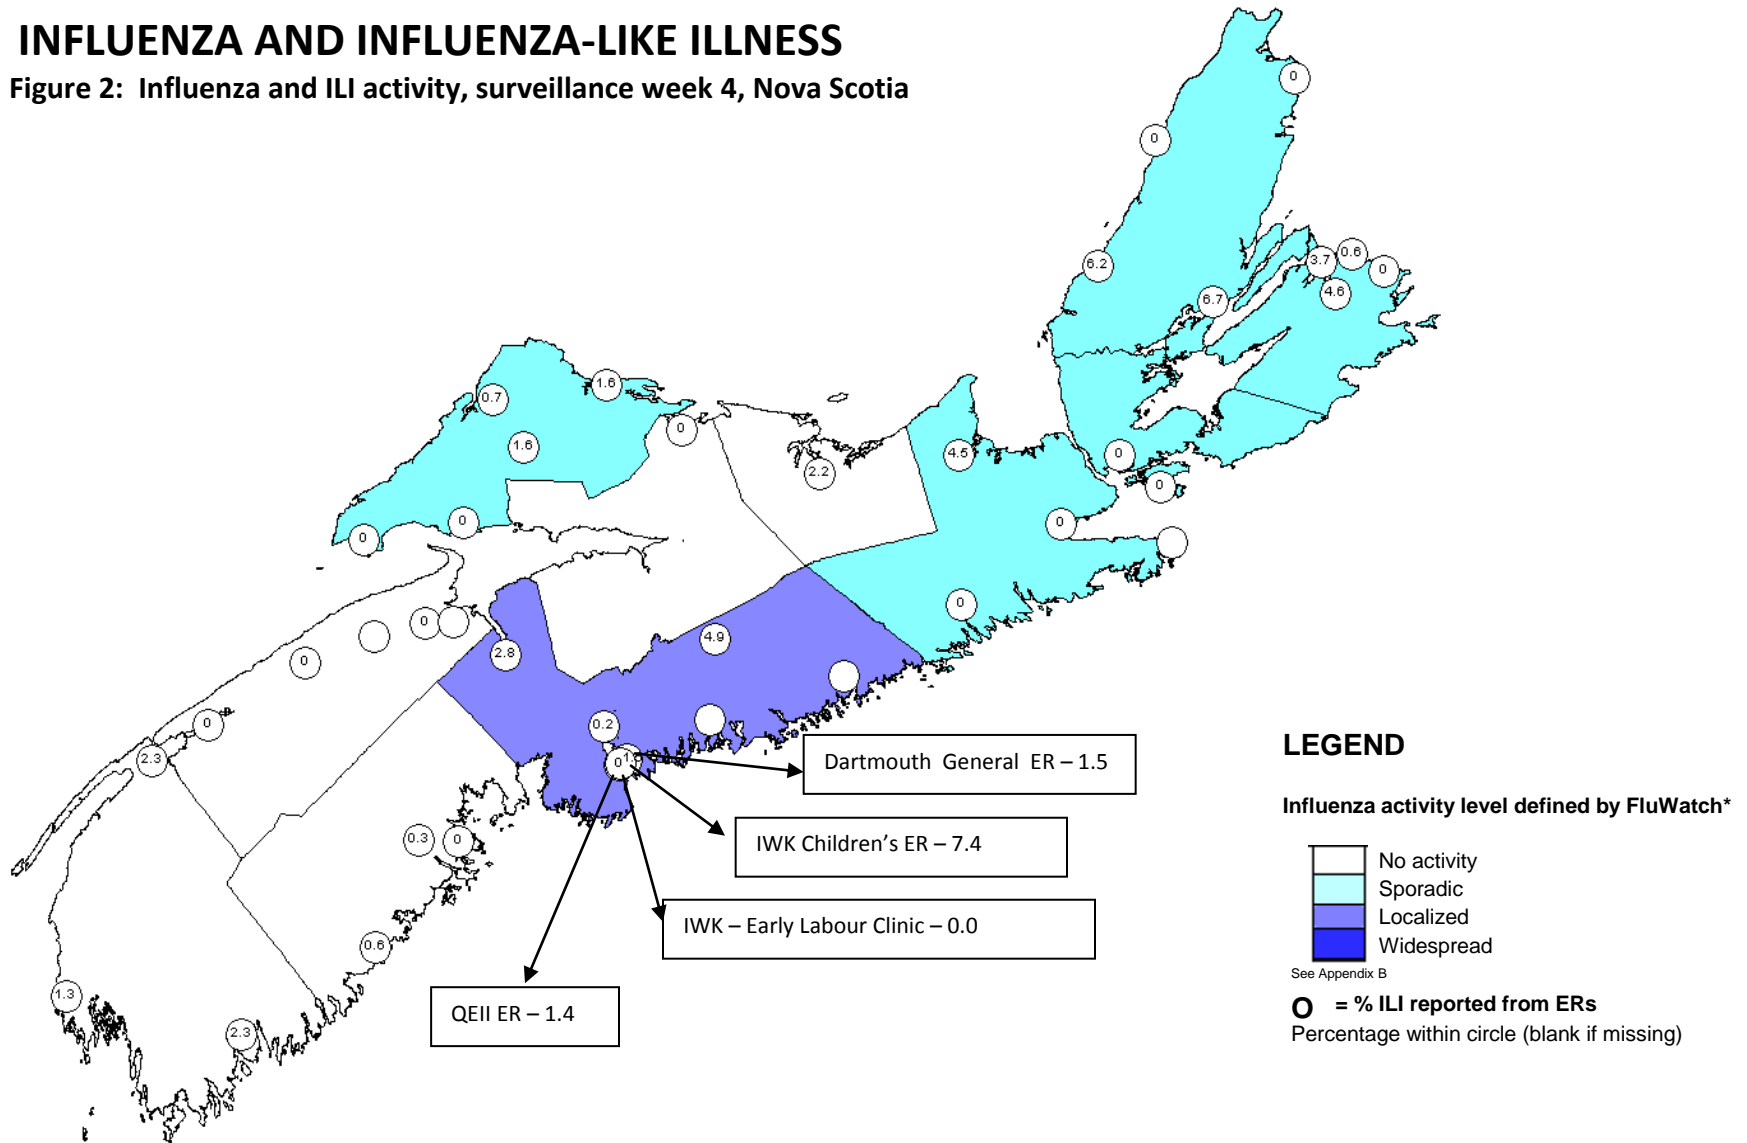 INFLUENZA AND INFLUENZA-LIKE ILLNESS
Figure 2:  Influenza and ILI activity, surveillance week 4, Nova Scotia
0
0
6.2
6.7
3.7
0.6
0
4.6
0.7
1.6
1.6
0
2.2
4.5
0
0
0
0
0
0
0
0
2.8
4.9
0
0.2
0
2.3
0
0.3
0
0.6
1.3
2.3
Dartmouth General ER – 1.5
IWK Children's ER – 7.4
IWK – Early Labour Clinic – 0.0
QEII ER – 1.4
LEGEND
Influenza activity level defined by FluWatch*
No activity
Sporadic
Localized
Widespread
See Appendix B
O = % ILI reported from ERs
Percentage within circle (blank if missing)